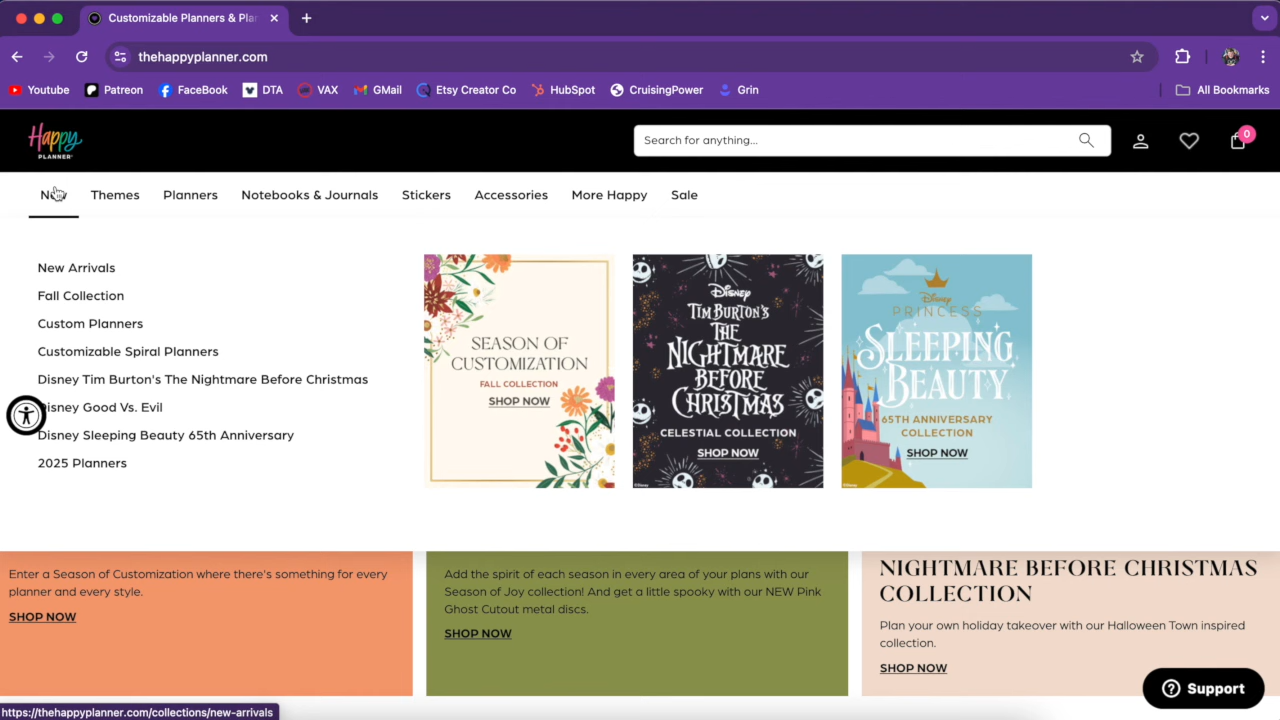 Customizable Planners & Pla
thehappyplanner.com
Youtube
Patreon
FaceBook
DTA
VAX
GMail
Etsy Creator Co
HubSpot
CruisingPower
Grin
All Bookmarks
Happy
PLANNER
Search for anything...
0
New
Themes
Planners
Notebooks & Journals
Stickers
Accessories
More Happy
Sale
New Arrivals
Fall Collection
Custom Planners
Customizable Spiral Planners
Disney Tim Burton's The Nightmare Before Christmas
Disney Good Vs. Evil
Disney Sleeping Beauty 65th Anniversary
2025 Planners
SEASON OF
CUSTOMIZATION
FALL COLLECTION
SHOP NOW
Disney
TIM BURTON'S
THE
NIGHTMARE
BEFORE
CHRISTMAS
CELESTIAL COLLECTION
SHOP NOW
Disney
PRINCESS
SLEEPING
BEAUTY
65TH ANNIVERSARY
COLLECTION
SHOP NOW
Enter a Season of Customization where there's something for every
planner and every style.
SHOP NOW
Add the spirit of each season in every area of your plans with our
Season of Joy collection! And get a little spooky with our NEW Pink
Ghost Cutout metal discs.
SHOP NOW
NIGHTMARE BEFORE CHRISTMAS
COLLECTION
Plan your own holiday takeover with our Halloween Town inspired
collection.
SHOP NOW
Support
https://thehappyplanner.com/collections/new-arrivals